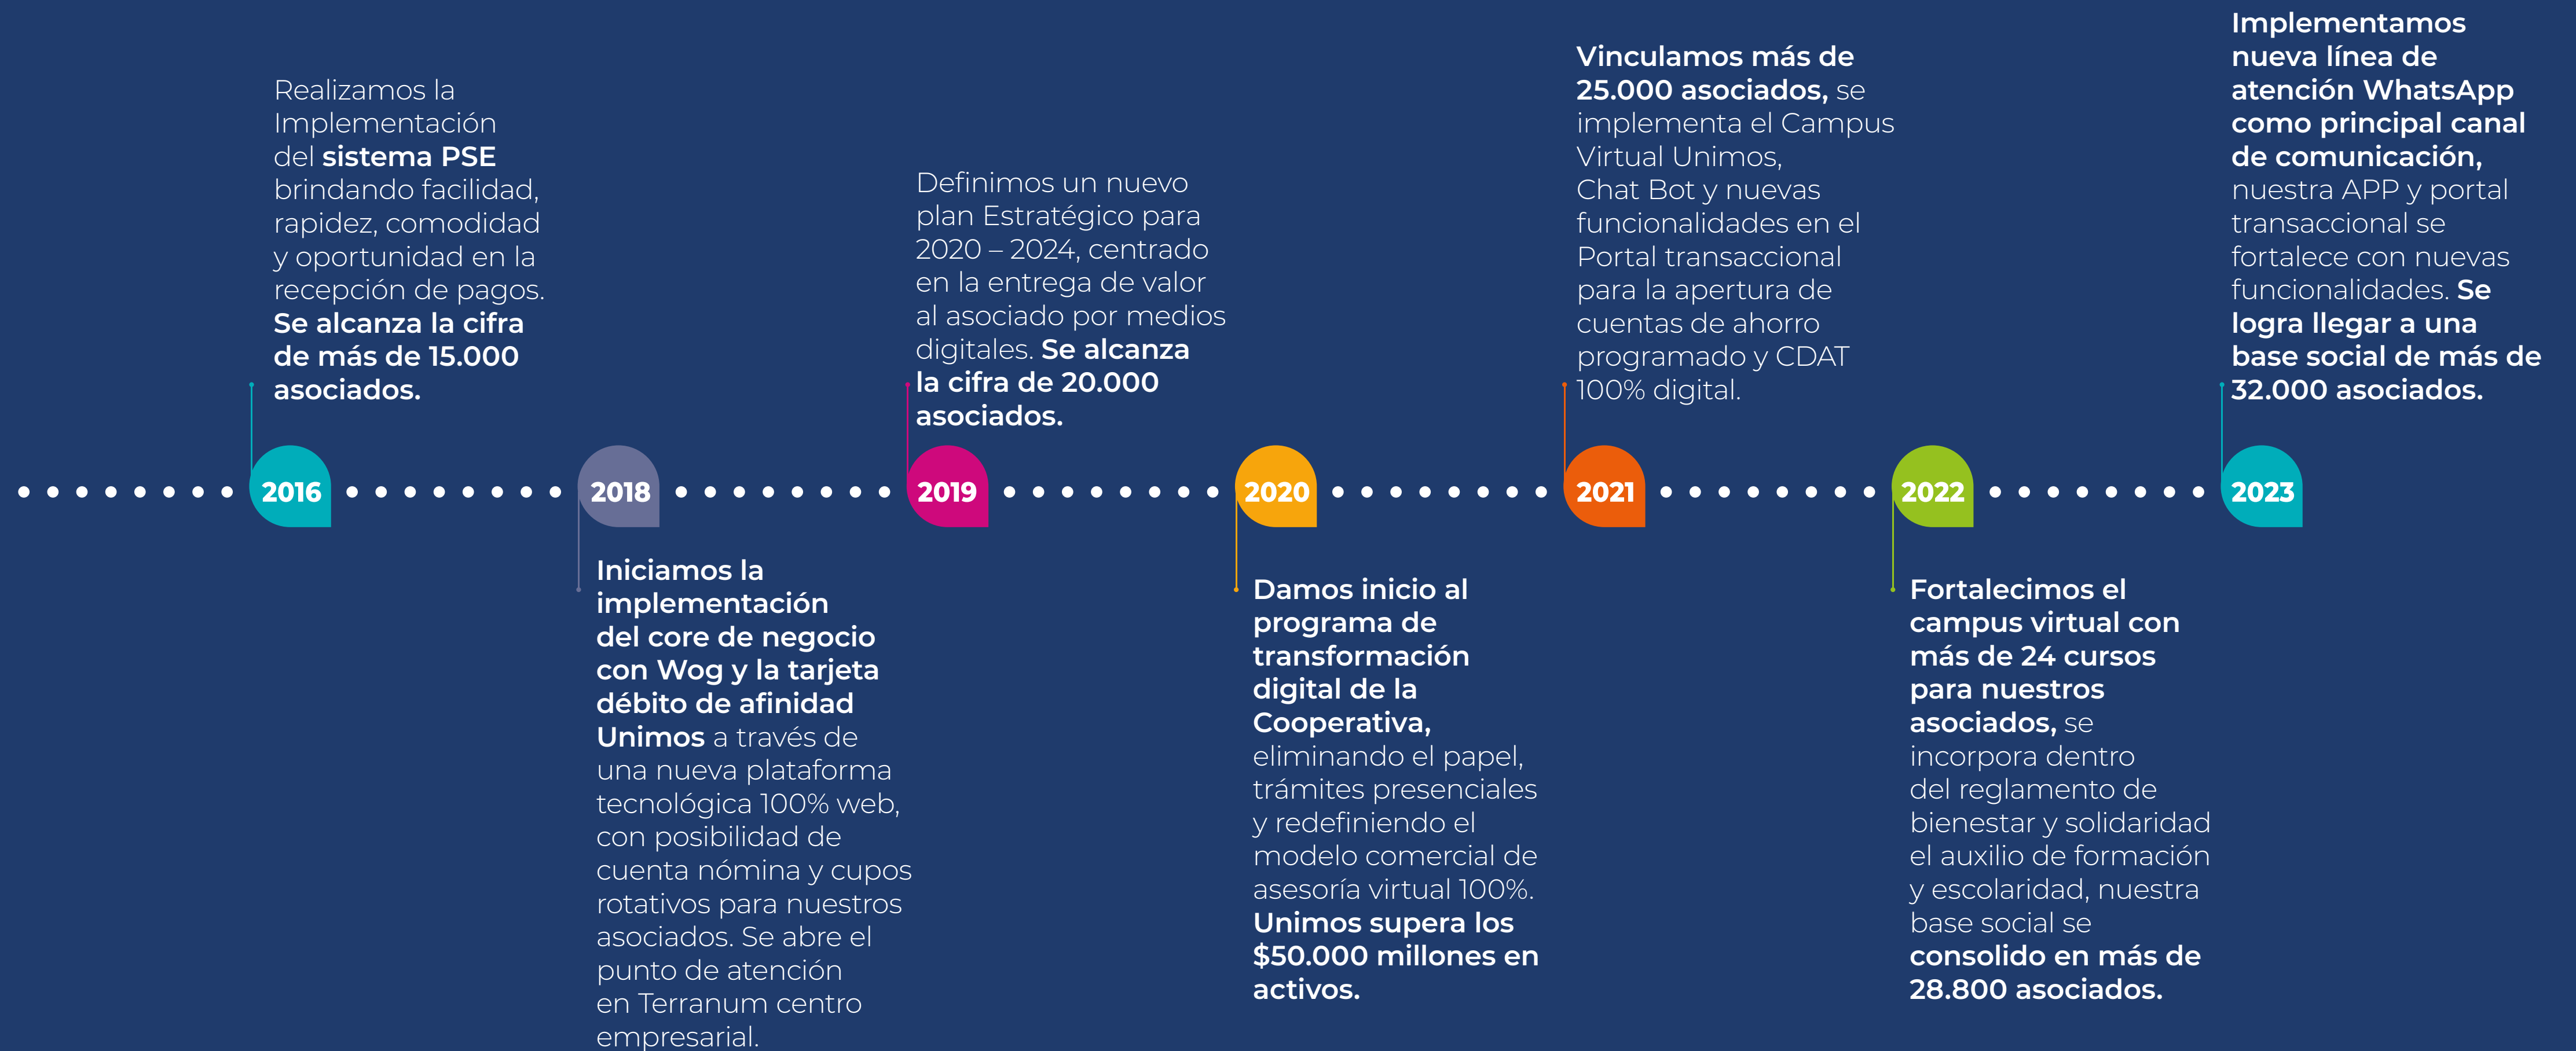 Realizamos la
Implementación
del sistema PSE
brindando facilidad,
rapidez, comodidad
y oportunidad en la
recepción de pagos.
Se alcanza la cifra
de más de 15.000
asociados.
2016
Iniciamos la
implementación
del core de negocio
con Wog y la tarjeta
débito de afinidad
Unimos a través de
una nueva plataforma
tecnológica 100% web,
con posibilidad de
cuenta nómina y cupos
rotativos para nuestros
asociados. Se abre el
punto de atención
en Terranum centro
empresarial.
2018
Definimos un nuevo
plan Estratégico para
2020 – 2024, centrado
en la entrega de valor
al asociado por medios
digitales. Se alcanza
la cifra de 20.000
asociados.
2019
2020
Damos inicio al
programa de
transformación
digital de la
Cooperativa,
eliminando el papel,
trámites presenciales
y redefiniendo el
modelo comercial de
asesoría virtual 100%.
Unimos supera los
$50.000 millones en
activos.
Vinculamos más de
25.000 asociados, se
implementa el Campus
Virtual Unimos,
Chat Bot y nuevas
funcionalidades en el
Portal transaccional
para la apertura de
cuentas de ahorro
programado y CDAT
100% digital.
2021
2022
Fortalecimos el
campus virtual con
más de 24 cursos
para nuestros
asociados, se
incorpora dentro
del reglamento de
bienestar y solidaridad
el auxilio de formación
y escolaridad, nuestra
base social se
consolido en más de
28.800 asociados.
Implementamos
nueva línea de
atención WhatsApp
como principal canal
de comunicación,
nuestra APP y portal
transaccional se
fortalece con nuevas
funcionalidades. Se
logra llegar a una
base social de más de
32.000 asociados.
2023